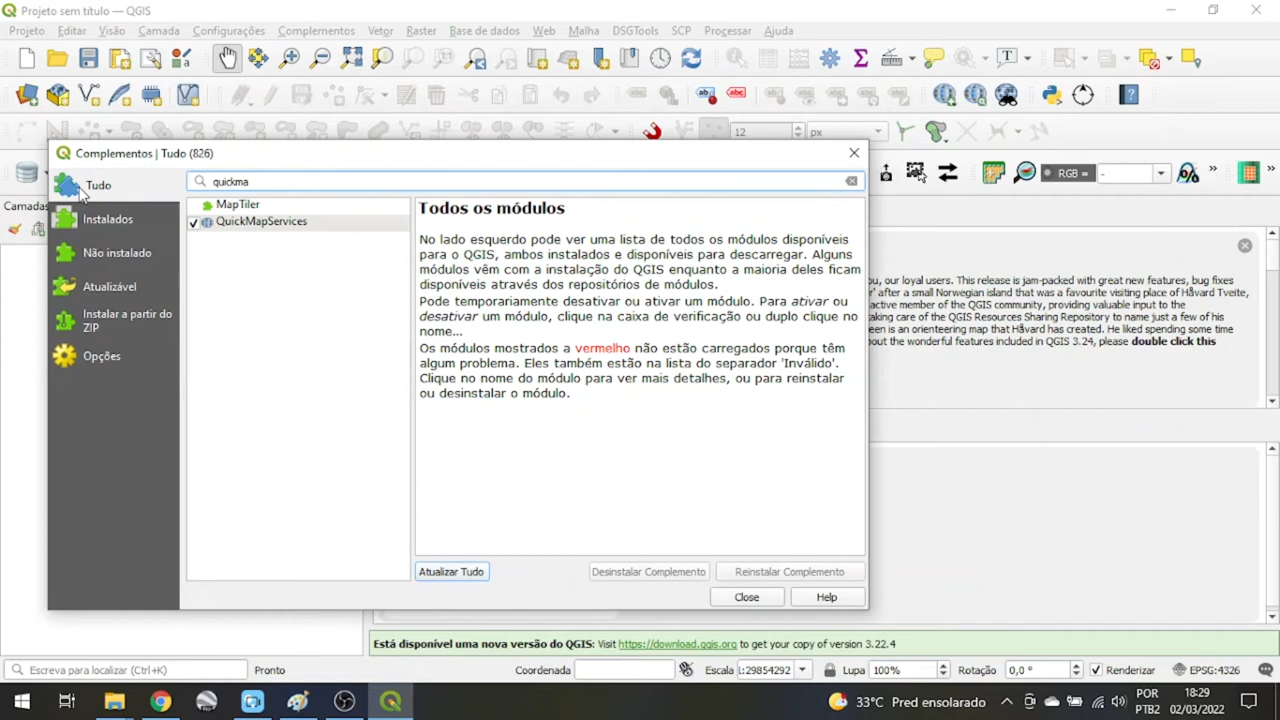 Projeto sem título — QGIS
Projeto Editar Visão Camada Configurações Complementos Vetor Raster Base de dados Web Malha DSGTools SCP Processar Ajuda
12 px
Complementos | Tudo (826)
RGB = -
Camadas
Tudo
Instalados
Não instalado
Atualizável
Instalar a partido do ZIP
Opções
quickma
MapTiler
QuickMapServices
Todos os módulos
No lado esquerdo pode ver uma lista de todos os módulos disponíveis
para o QGIS, ambos instalados e disponíveis para descarregar. Alguns
módulos vêm com a instalação do QGIS enquanto a maioria deles ficam
disponíveis através dos repositórios de módulos.
Pode temporariamente desativar ou ativar um módulo. Para ativar ou
desativar um módulo, clique na caixa de verificação ou duplo clique no
nome...
Os módulos mostrados a vermelho não estão carregados porque têm
algum problema. Eles também estão na lista do separador 'Inválido'.
Clique no nome do módulo para ver mais detalhes, ou para reinstalar
ou desinstalar o módulo.
Atualizar Tudo
Desinstalar Complemento
Reinstalar Complemento
Close
Help
ou, our loyal users. This release is jam-packed with great new features, bug fixes
' after a small Norwegian island that was a favourite visiting place of Håvard Tveite,
active member of the QGIS community, providing valuable input to the
taking care of the QGIS Resources Sharing Repository to name just a few of his
een is an orienteering map that Håvard has created. He liked spending some time
bout the wonderful features included in QGIS 3.24, please double click this
Está disponível uma nova versão do QGIS: Visit https://download.qgis.org to get your copy of version 3.22.4
Escreva para localizar (Ctrl+K) Pronto Coordenada Escala 1:29854292 Lupa 100% Rotação 0,0 ° Renderizar EPSG:4326
33°C Pred ensolarado
POR
PTB2
18:29
02/03/2022